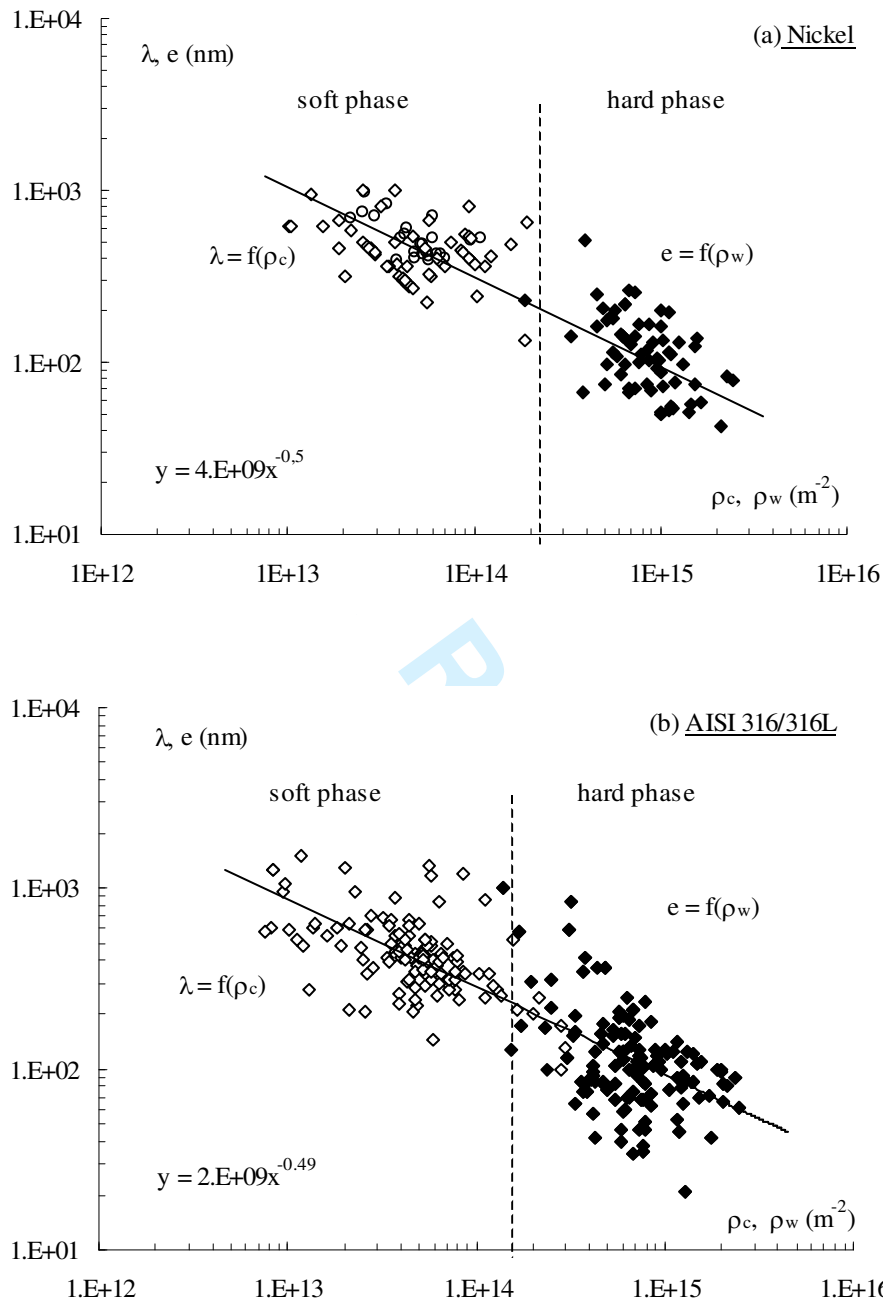 1.E+04
(a) Nickel
λ, e (nm)
soft phase
hard phase
1.E+03
λ = f(ρc)
e = f(ρw)
1.E+02
y = 4.E+09x^-0,5
ρc, ρw (m^-2)
1.E+01
1E+12 1E+13 1E+14 1E+15 1E+16
P
1.E+04
(b) AISI 316/316L
λ, e (nm)
soft phase
hard phase
1.E+03
e = f(ρw)
λ = f(ρc)
1.E+02
y = 2.E+09x^-0.49
ρc, ρw (m^-2)
1.E+01
1.E+12 1.E+13 1.E+14 1.E+15 1.E+16